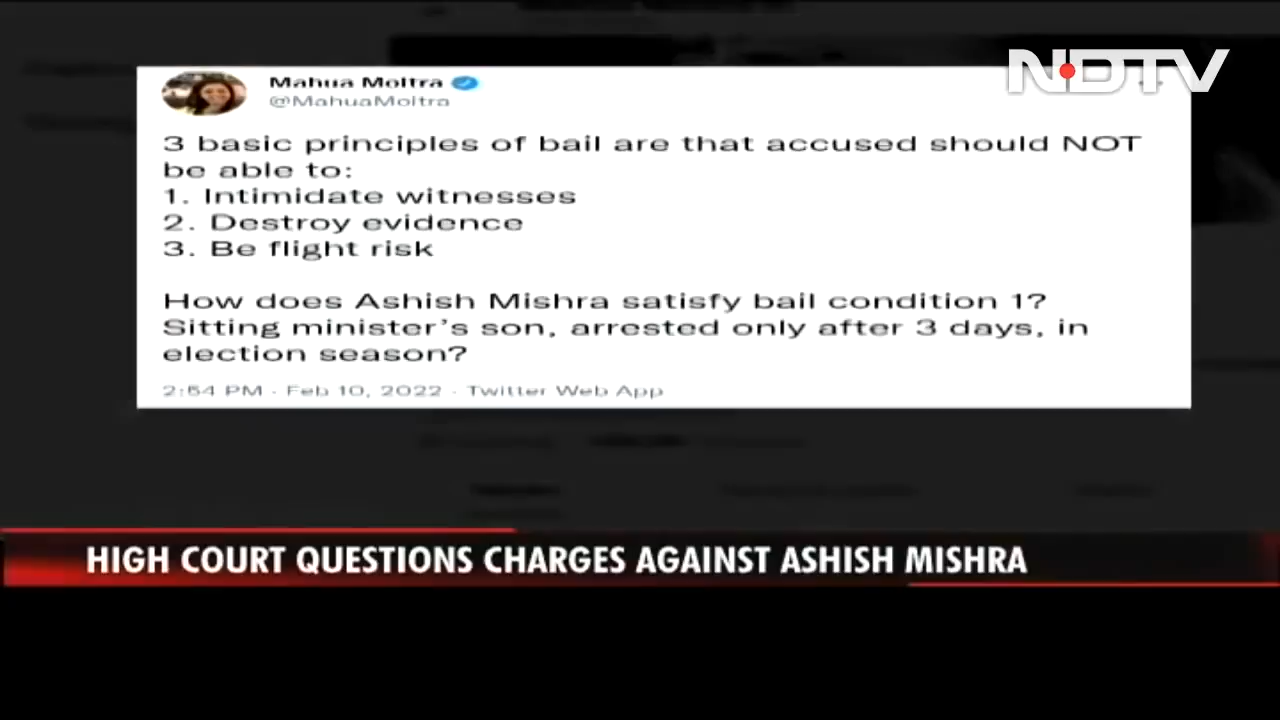 NDTV
Mahua Moitra
@MahuaMoitra
3 basic principles of bail are that accused should NOT
be able to:
1. Intimidate witnesses
2. Destroy evidence
3. Be flight risk
How does Ashish Mishra satisfy bail condition 1?
Sitting minister's son, arrested only after 3 days, in
election season?
2:54 PM · Feb 10, 2022 · Twitter Web App
HIGH COURT QUESTIONS CHARGES AGAINST ASHISH MISHRA